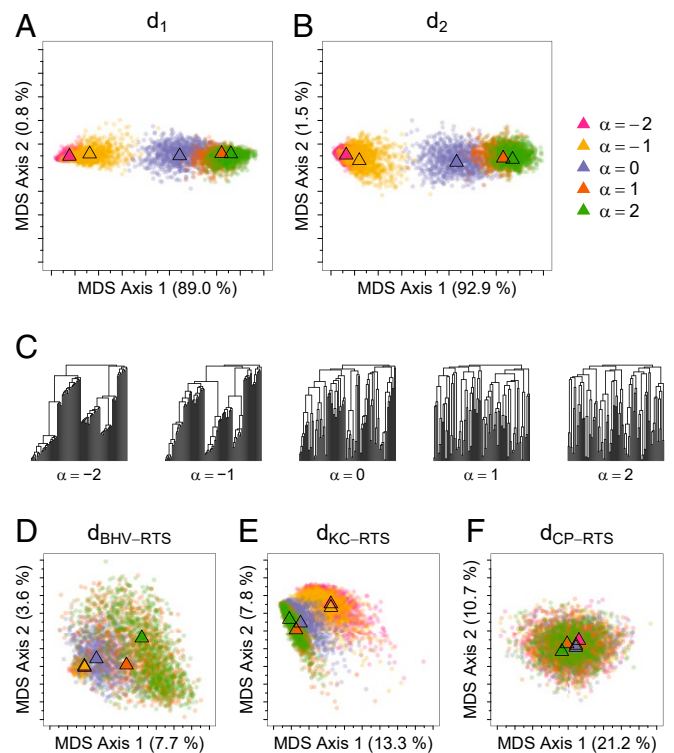 A
d₁
B
d₂
MDS Axis 2 (0.8 %)
MDS Axis 1 (89.0 %)
MDS Axis 2 (1.5 %)
MDS Axis 1 (92.9 %)
α = −2
α = −1
α = 0
α = 1
α = 2
C
α = −2
α = −1
α = 0
α = 1
α = 2
D
d BHV−RTS
E
d KC−RTS
F
d CP−RTS
MDS Axis 2 (3.6 %)
MDS Axis 1 (7.7 %)
MDS Axis 2 (7.8 %)
MDS Axis 1 (13.3 %)
MDS Axis 2 (10.7 %)
MDS Axis 1 (21.2 %)